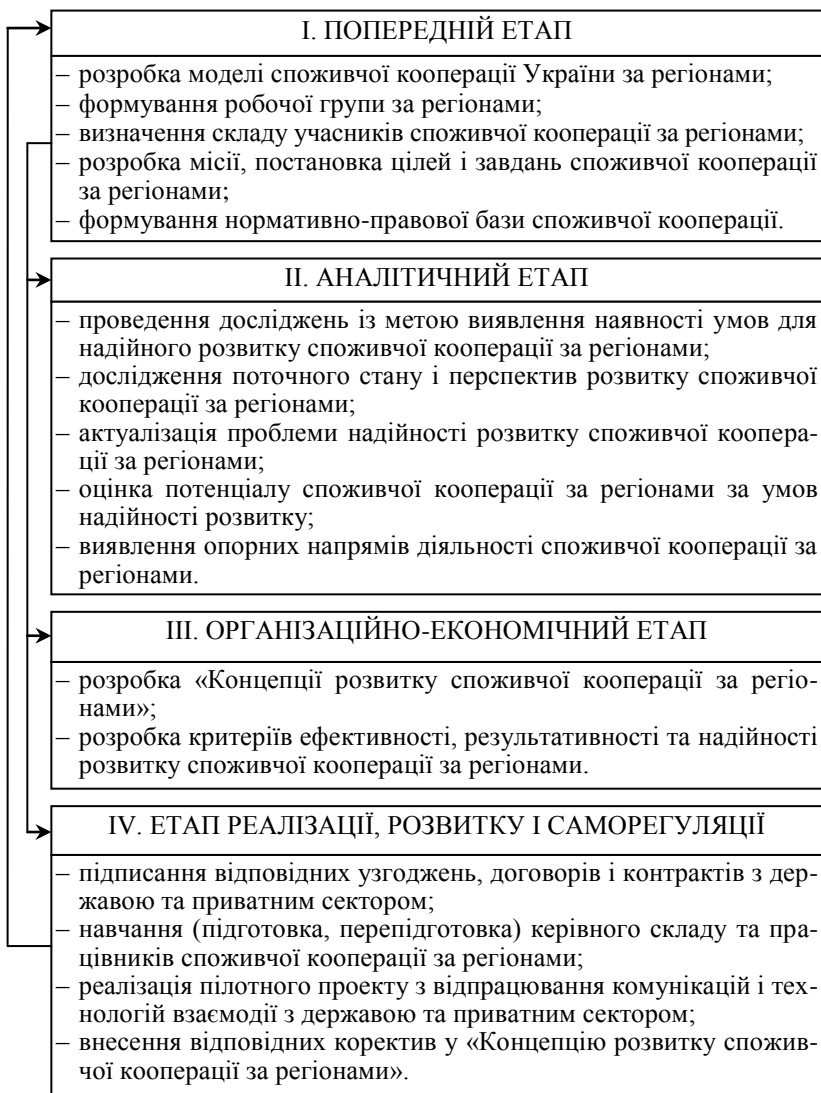 І. ПОПЕРЕДНІЙ ЕТАП
– розробка моделі споживчої кооперації України за регіонами;
– формування робочої групи за регіонами;
– визначення складу учасників споживчої кооперації за регіонами;
– розробка місії, постановка цілей і завдань споживчої кооперації
за регіонами;
– формування нормативно-правової бази споживчої кооперації.
ІІ. АНАЛІТИЧНИЙ ЕТАП
– проведення досліджень із метою виявлення наявності умов для
надійного розвитку споживчої кооперації за регіонами;
– дослідження поточного стану і перспектив розвитку споживчої
кооперації за регіонами;
– актуалізація проблеми надійності розвитку споживчої коопера-
ції за регіонами;
– оцінка потенціалу споживчої кооперації за регіонами за умов
надійності розвитку;
– виявлення опорних напрямів діяльності споживчої кооперації за
регіонами.
ІІІ. ОРГАНІЗАЦІЙНО-ЕКОНОМІЧНИЙ ЕТАП
– розробка «Концепції розвитку споживчої кооперації за регіо-
нами»;
– розробка критеріїв ефективності, результативності та надійності
розвитку споживчої кооперації за регіонами.
IV. ЕТАП РЕАЛІЗАЦІЇ, РОЗВИТКУ І САМОРЕГУЛЯЦІЇ
– підписання відповідних узгоджень, договорів і контрактів з дер-
жавою та приватним сектором;
– навчання (підготовка, перепідготовка) керівного складу та пра-
цівників споживчої кооперації за регіонами;
– реалізація пілотного проекту з відпрацювання комунікацій і тех-
нологій взаємодії з державою та приватним сектором;
– внесення відповідних коректив у «Концепцію розвитку спожив-
чої кооперації за регіонами».